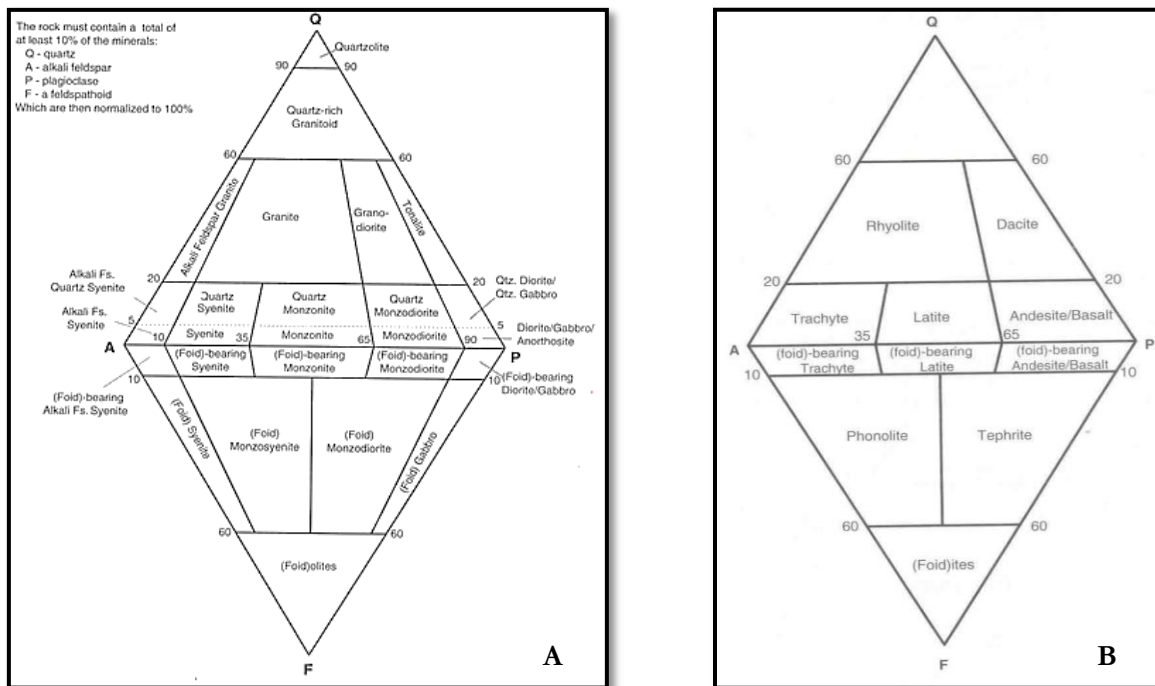 The rock must contain a total of
at least 10% of the minerals:
Q - quartz
A - alkali feldspar
P - plagioclase
F - a feldspathoid
Which are then normalized to 100%
Q
Quartzolite
90
90
Quartz-rich
Granitoid
60
60
Alkali Feldspar Granite
Granite
Grano-
diorite
Tonalite
Alkali Fs.
Quartz Syenite
20
20
Qtz. Diorite/
Qtz. Gabbro
Quartz
Syenite
Quartz
Monzonite
Quartz
Monzodiorite
Alkali Fs.
Syenite
5
5
10
Syenite
35
Monzonite
65
Monzodiorite
90
Diorite/Gabbro/
Anorthosite
A
P
(Foid)-bearing
Syenite
(Foid)-bearing
Monzonite
(Foid)-bearing
Monzodiorite
10
10
(Foid)-bearing
Diorite/Gabbro
(Foid)-bearing
Alkali Fs. Syenite
(Foid) Syenite
(Foid)
Monzosyenite
(Foid)
Monzodiorite
(Foid) Gabbro
60
60
(Foid)olites
F
A
Q
60
60
Rhyolite
Dacite
20
20
Trachyte
35
Latite
65
Andesite/Basalt
A
P
(foid)-bearing
Trachyte
(foid)-bearing
Latite
(foid)-bearing
Andesite/Basalt
10
10
Phonolite
Tephrite
60
60
(Foid)ites
F
B